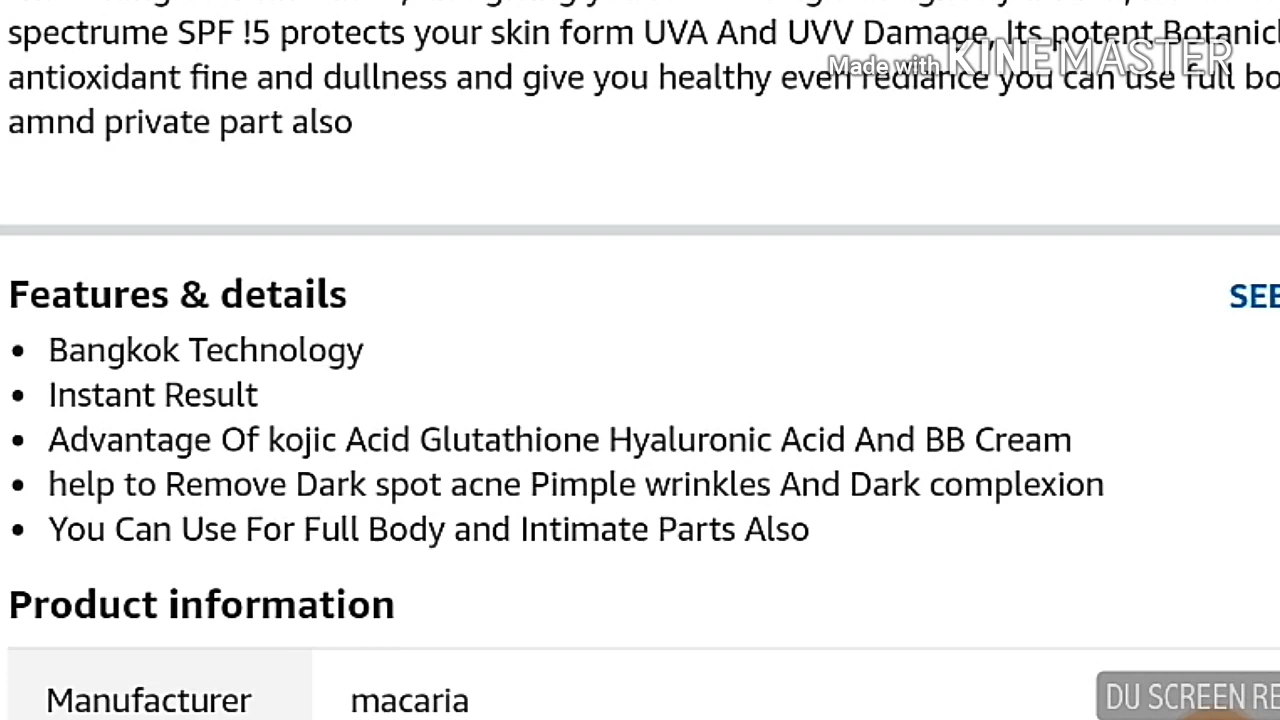 spectrume SPF !5 protects your skin form UVA And UVV Damage, Its potent Botanicl
Made with KINEMASTER
antioxidant fine and dullness and give you healthy even rediance you can use full bo
amnd private part also
Features & details
SEE
Bangkok Technology
Instant Result
Advantage Of kojic Acid Glutathione Hyaluronic Acid And BB Cream
help to Remove Dark spot acne Pimple wrinkles And Dark complexion
You Can Use For Full Body and Intimate Parts Also
Product information
Manufacturer macaria
DU SCREEN RE